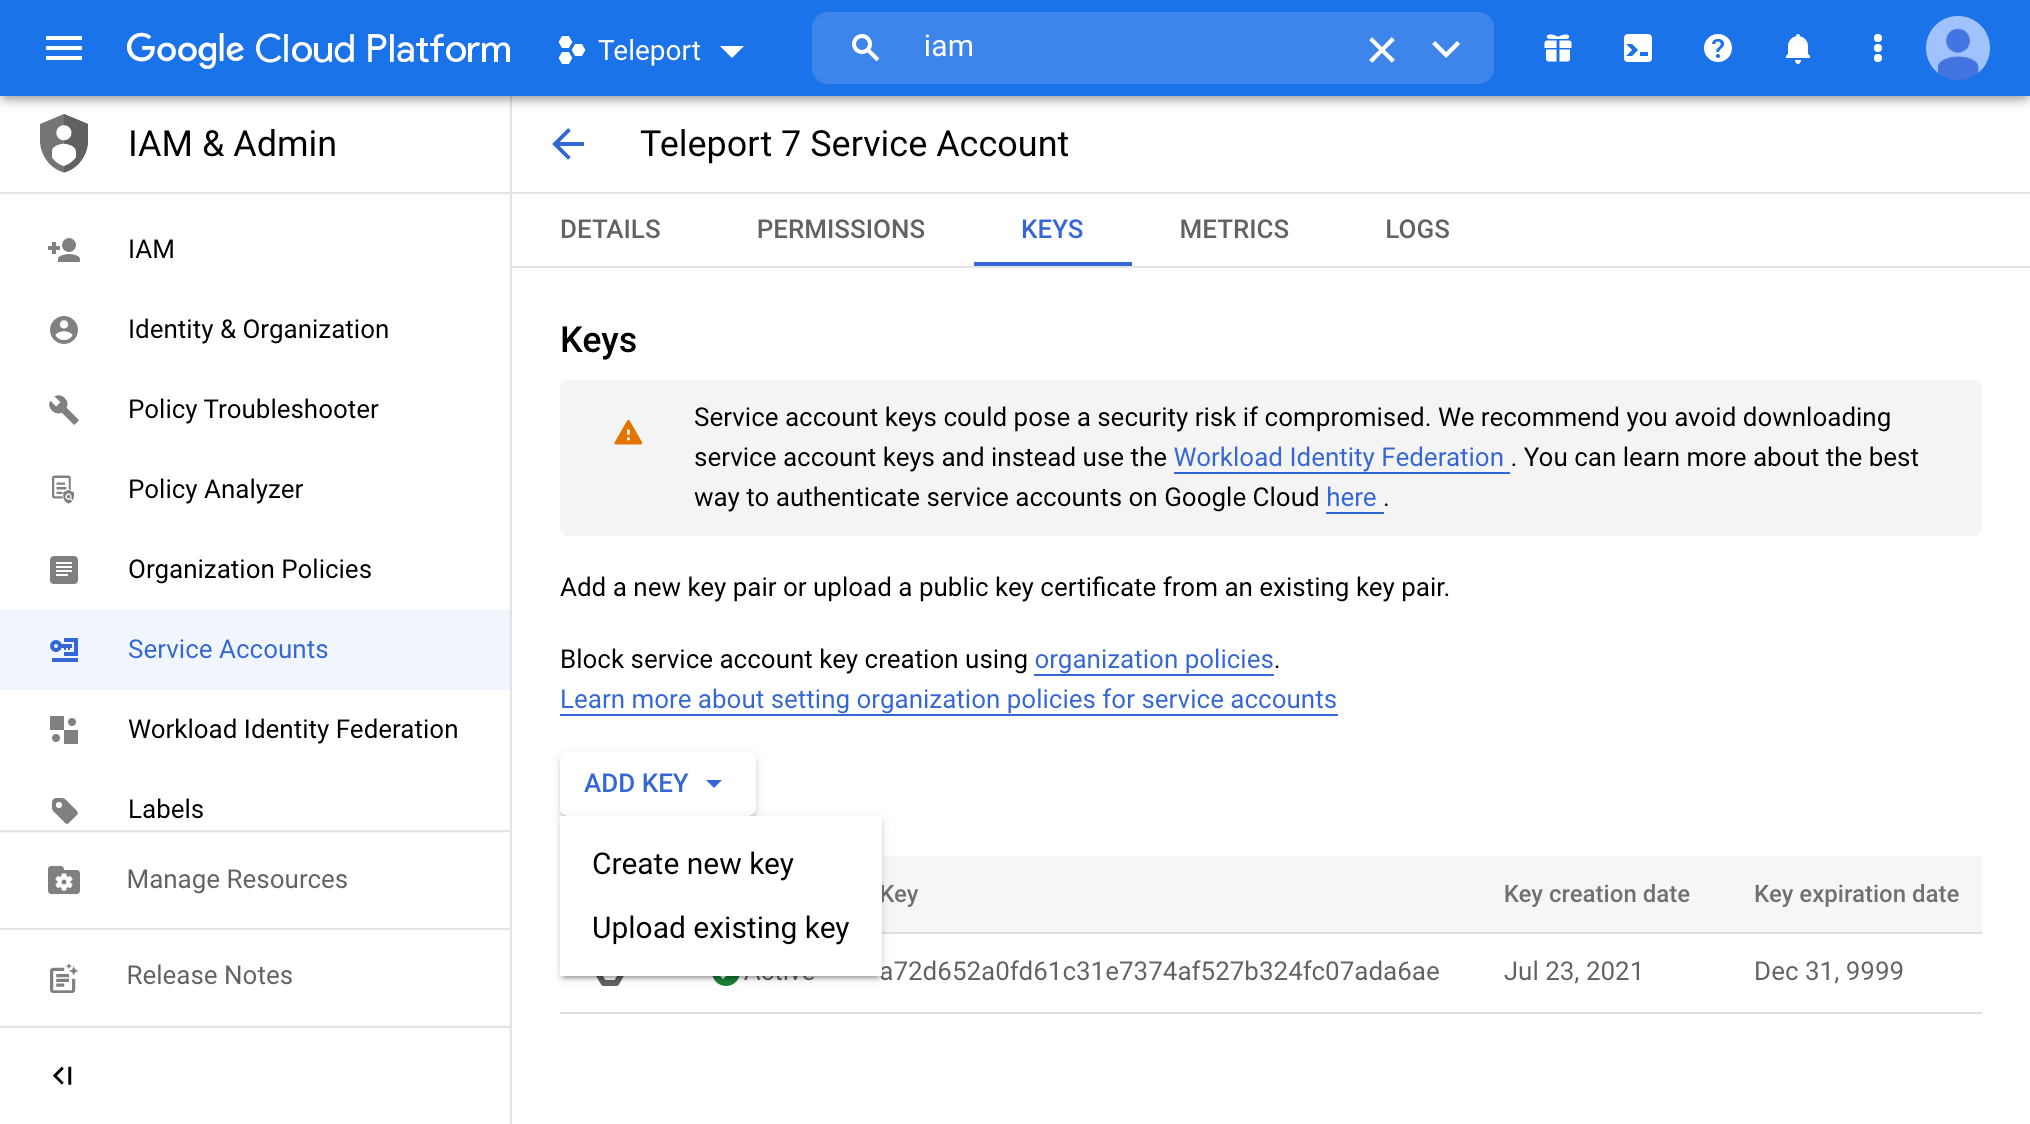 Google Cloud Platform
Teleport
iam
IAM & Admin
Teleport 7 Service Account
DETAILS
PERMISSIONS
KEYS
METRICS
LOGS
IAM
Identity & Organization
Policy Troubleshooter
Policy Analyzer
Organization Policies
Service Accounts
Workload Identity Federation
Labels
Manage Resources
Release Notes
Keys
Service account keys could pose a security risk if compromised. We recommend you avoid downloading
service account keys and instead use the Workload Identity Federation . You can learn more about the best
way to authenticate service accounts on Google Cloud here .
Add a new key pair or upload a public key certificate from an existing key pair.
Block service account key creation using organization policies.
Learn more about setting organization policies for service accounts
ADD KEY
Create new key
Upload existing key
Key
Key creation date
Key expiration date
Active
a72d652a0fd61c31e7374af527b324fc07ada6ae
Jul 23, 2021
Dec 31, 9999